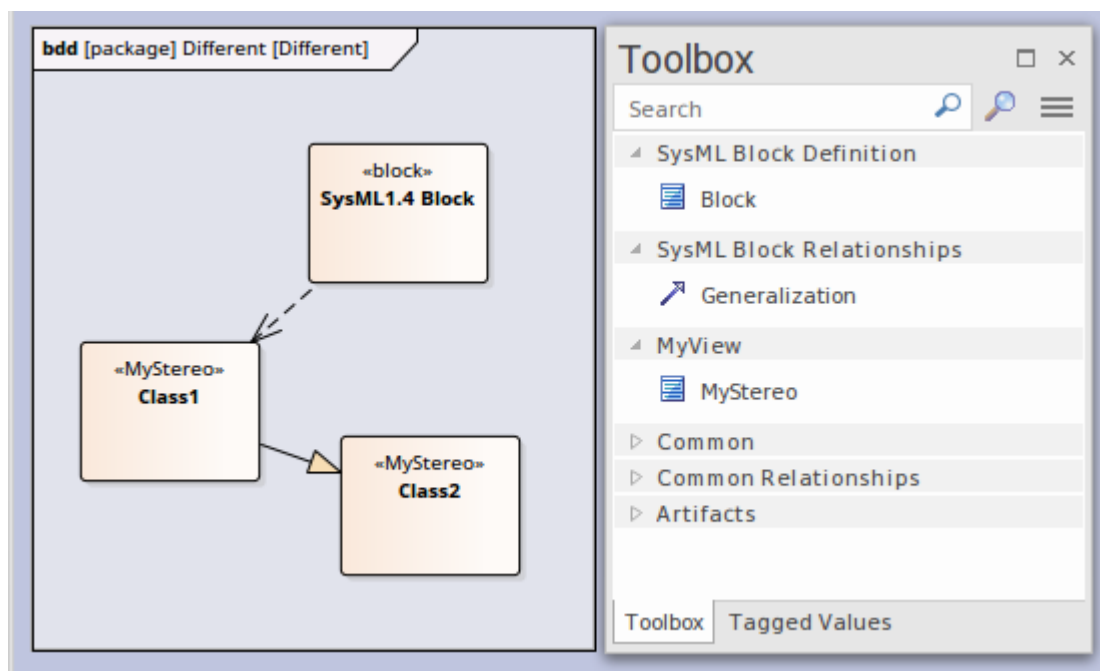 bdd [package] Different [Different]
«block»
SysML1.4 Block
«MyStereo»
Class1
«MyStereo»
Class2
Toolbox
Search
SysML Block Definition
Block
SysML Block Relationships
Generalization
MyView
MyStereo
Common
Common Relationships
Artifacts
Toolbox Tagged Values